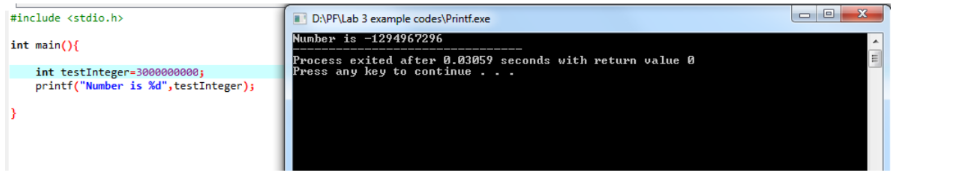 #include <stdio.h>
int main(){
int testInteger=3000000000;
printf("Number is %d",testInteger);
}
D:\PF\Lab 3 example codes\Printf.exe
Number is -1294967296
--------------------------------
Process exited after 0.03059 seconds with return value 0
Press any key to continue . . .